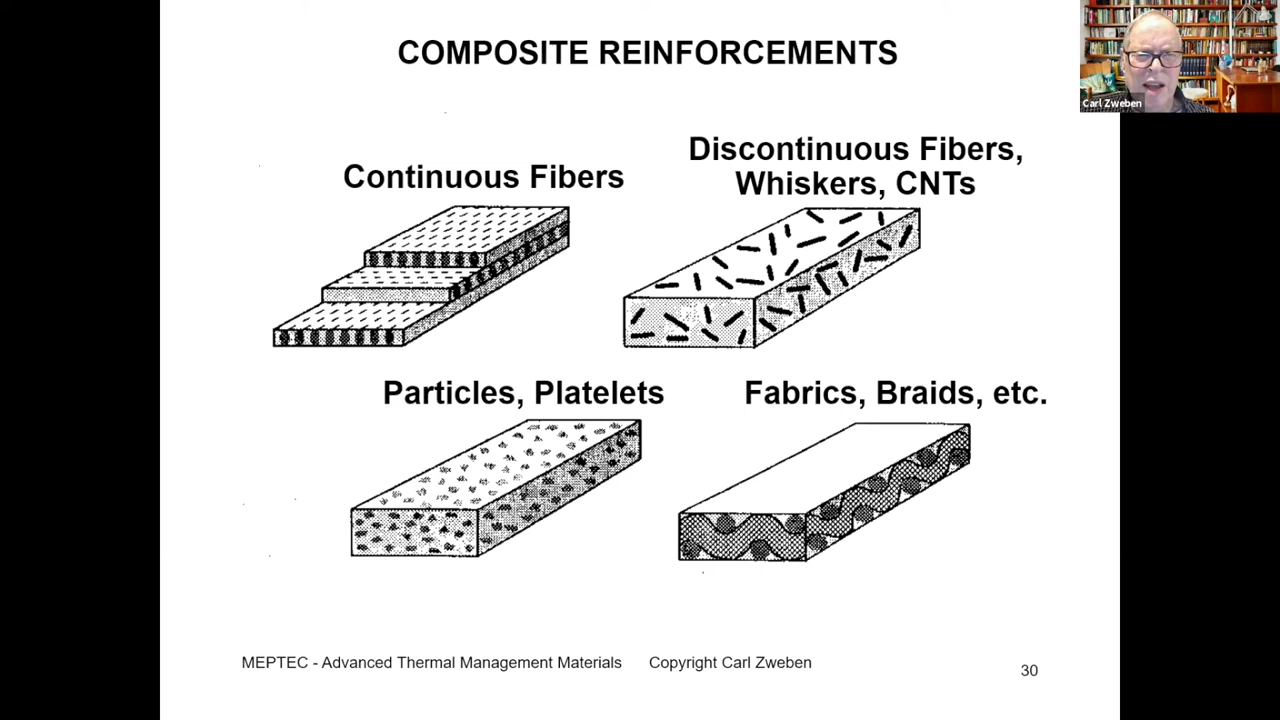 COMPOSITE REINFORCEMENTS
Carl Zweben
Continuous Fibers
Discontinuous Fibers,
Whiskers, CNTs
Particles, Platelets
Fabrics, Braids, etc.
MEPTEC - Advanced Thermal Management Materials Copyright Carl Zweben
30